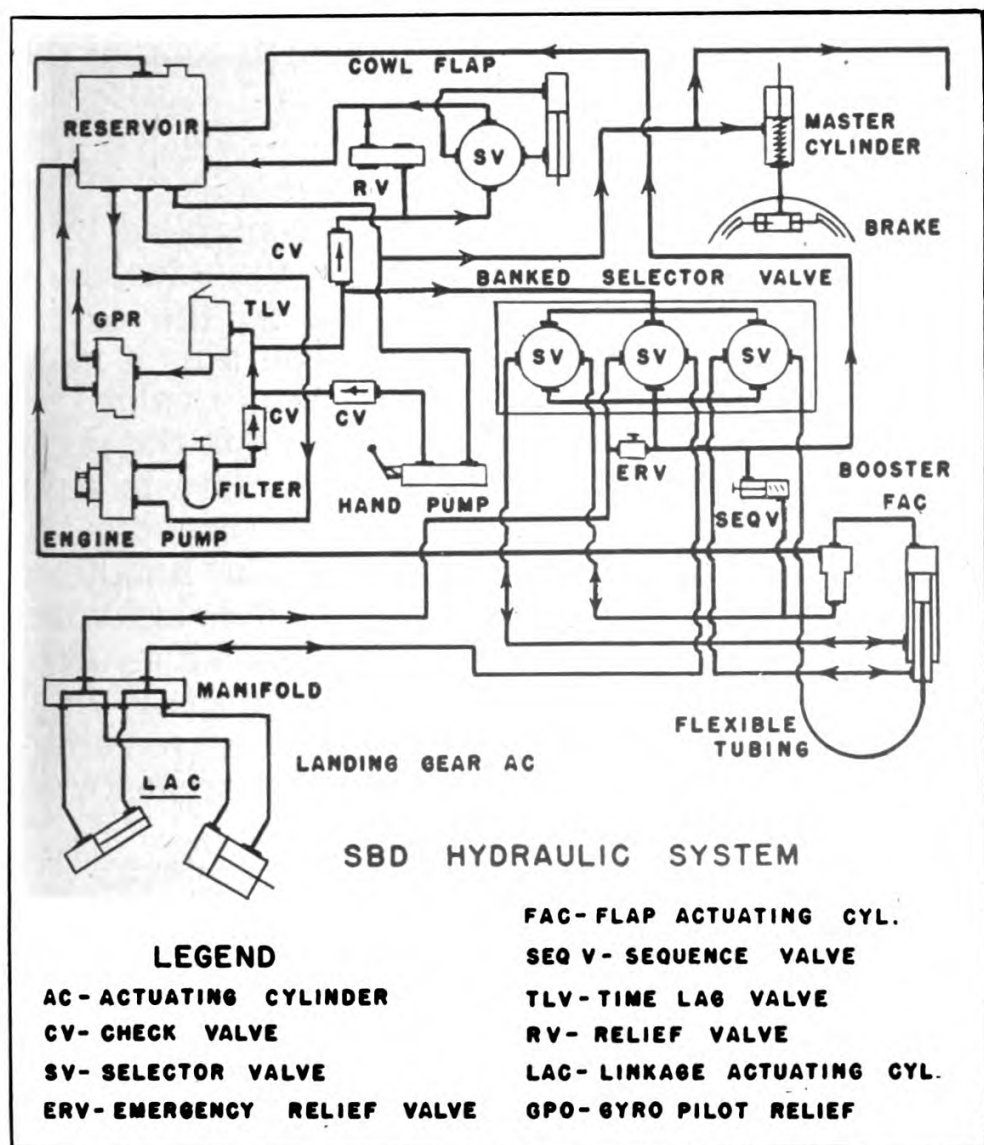 COWL FLAP
RESERVOIR
SV
RV
MASTER
CYLINDER
BRAKE
CV
BANKED SELECTOR VALVE
TLV
GPR
SV
SV
SV
CV
CV
ERV
BOOSTER
FAC
FILTER
HAND PUMP
SEQV
ENGINE PUMP
MANIFOLD
FLEXIBLE
TUBING
LANDING GEAR AC
LAC
SBD HYDRAULIC SYSTEM
LEGEND
AC-ACTUATING CYLINDER
CV-CHECK VALVE
SV-SELECTOR VALVE
ERV-EMERGENCY RELIEF VALVE
FAC-FLAP ACTUATING CYL.
SEQ V-SEQUENCE VALVE
TLV-TIME LAG VALVE
RV-RELIEF VALVE
LAC-LINKAGE ACTUATING CYL.
GPO-GYRO PILOT RELIEF